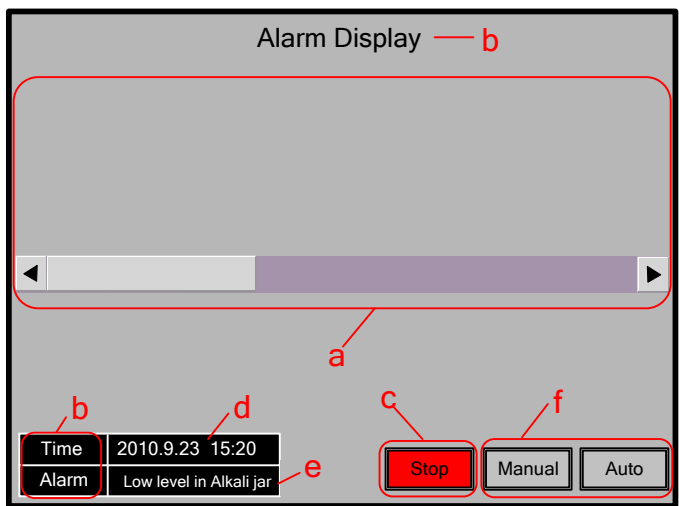 Alarm Display b
a
b d c f
Time 2010.9.23 15:20
Alarm Low level in Alkali jar e
Stop Manual Auto